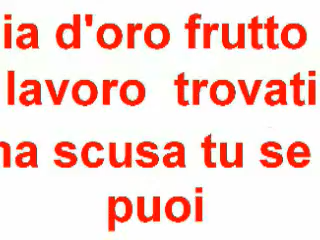 ia d'oro frutto
lavoro trovati
na scusa tu se
puoi